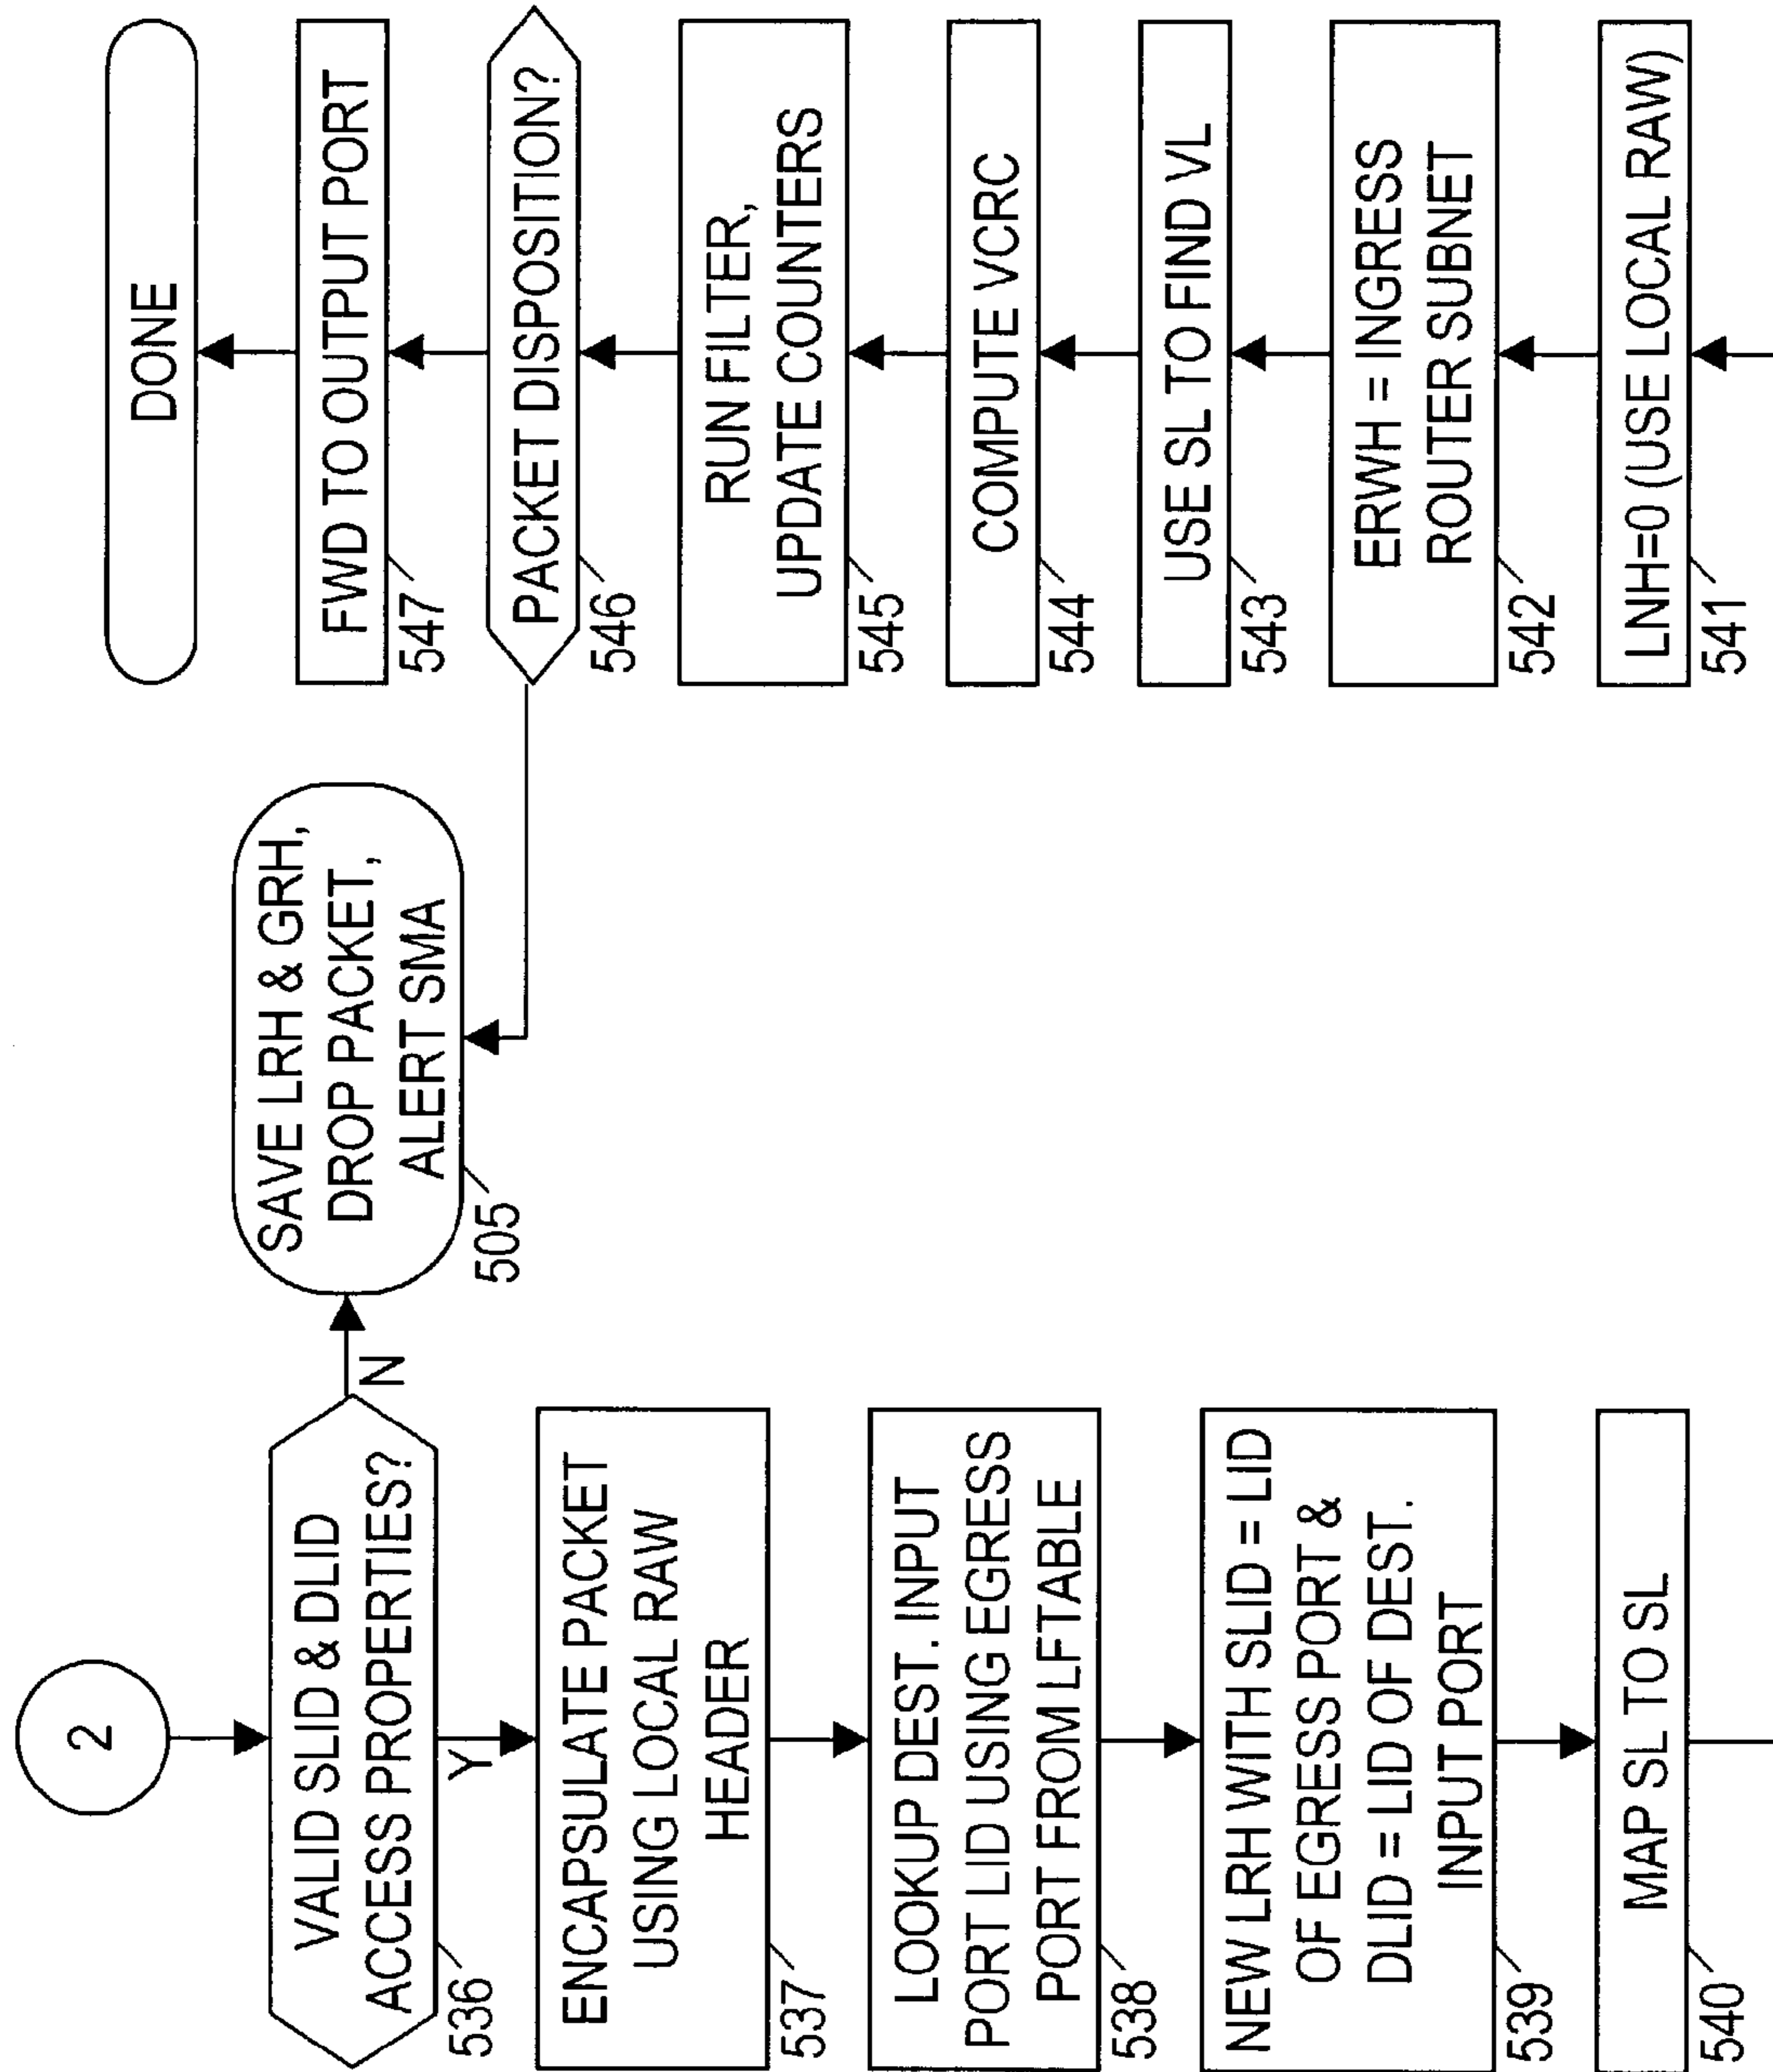 2
VALID SLID & DLID
ACCESS PROPERTIES?
536
N
Y
SAVE LRH & GRH,
DROP PACKET,
ALERT SMA
505
ENCAPSULATE PACKET
USING LOCAL RAW
HEADER
537
LOOKUP DEST. INPUT
PORT LID USING EGRESS
PORT FROM LFTABLE
538
NEW LRH WITH SLID = LID
OF EGRESS PORT &
DLID = LID OF DEST.
INPUT PORT
539
MAP SL TO SL
540
LNH=0 (USE LOCAL RAW)
541
ERWH = INGRESS
ROUTER SUBNET
542
USE SL TO FIND VL
543
COMPUTE VCRC
544
RUN FILTER,
UPDATE COUNTERS
545
PACKET DISPOSITION?
546
FWD TO OUTPUT PORT
547
DONE